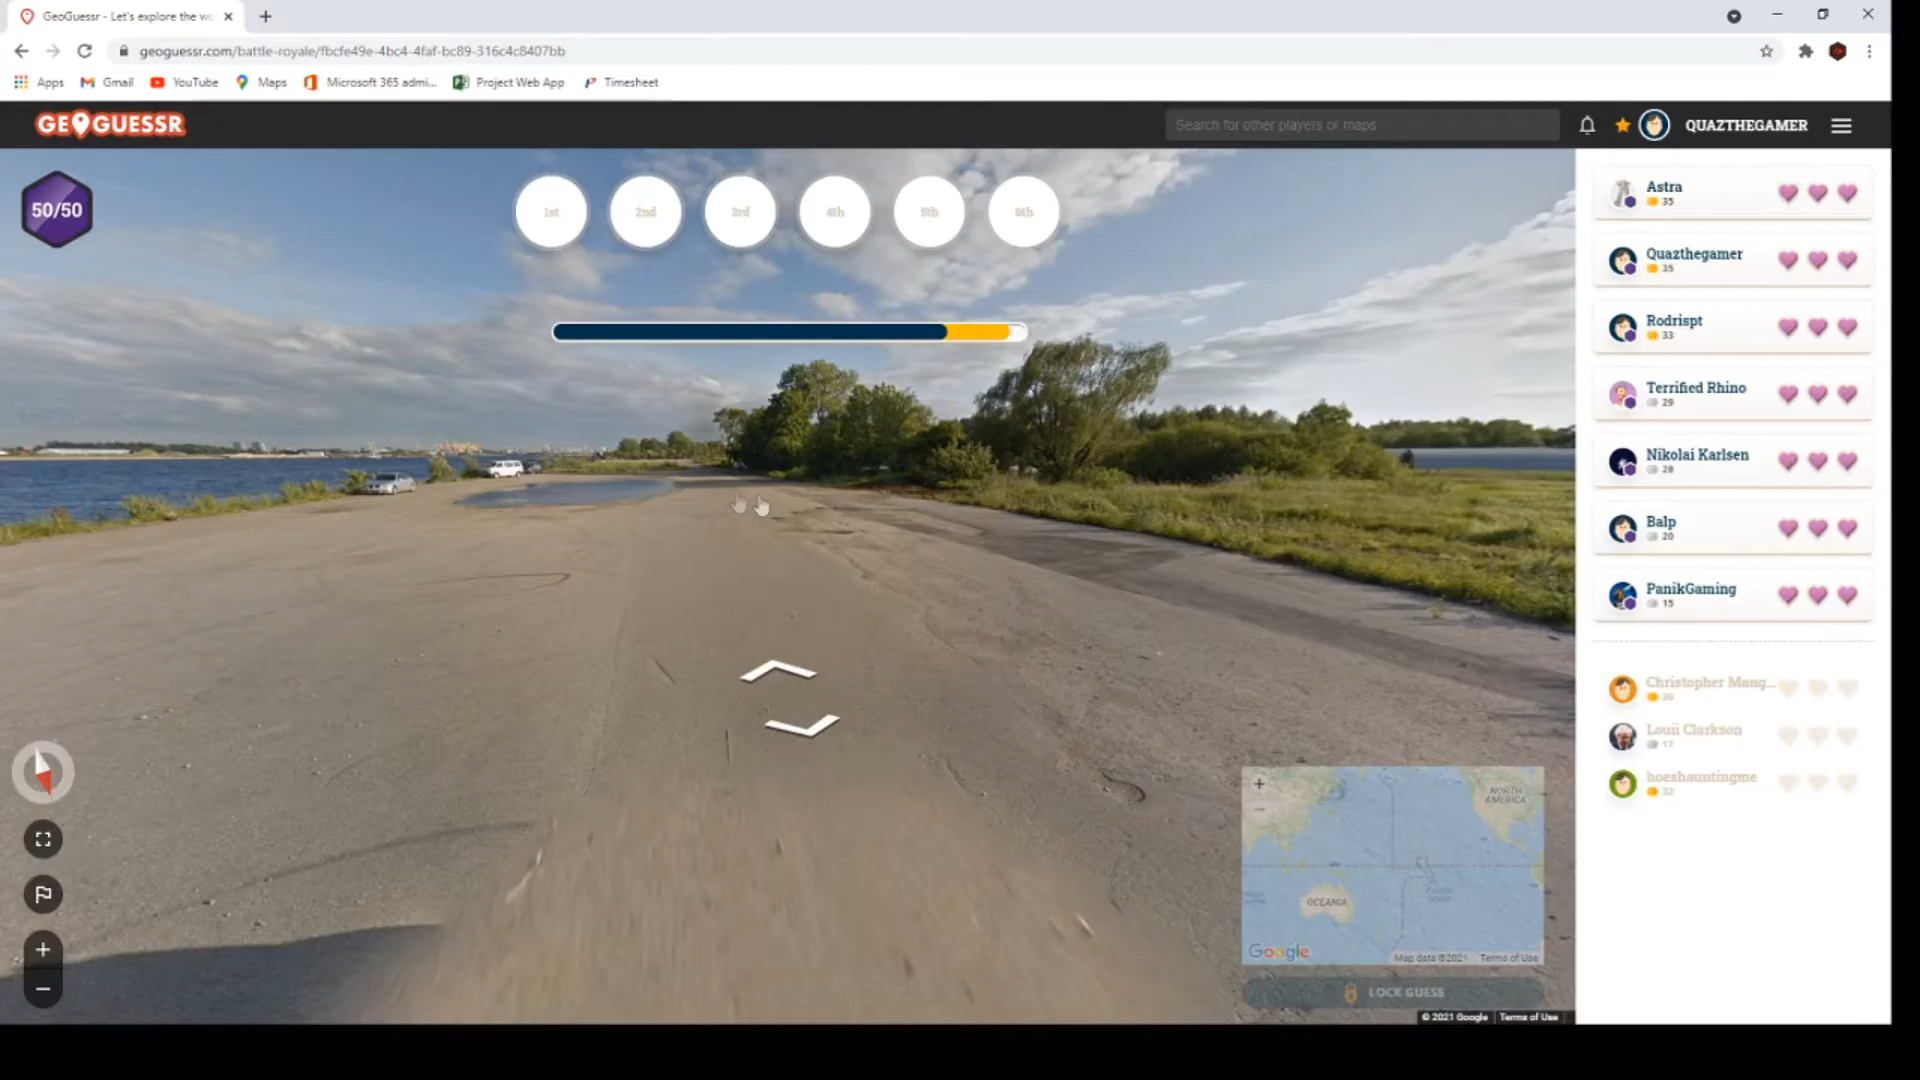 GeoGuessr - Let's explore the wo
geoguessr.com/battle-royale/fbcfe49e-4bc4-4faf-bc89-316c4c8407bb
Apps Gmail YouTube Maps Microsoft 365 admi... Project Web App Timesheet
GEOGUESSR
Search for other players or maps
QUAZTHEGAMER
50/50
1st 2nd 3rd 4th 5th 6th
Astra
35
Quazthegamer
35
Rodrispt
33
Terrified Rhino
29
Nikolai Karlsen
28
Balp
20
PanikGaming
15
Christopher Mang...
39
Louii Clarkson
17
hoeshauntingme
32
NORTH
AMERICA
OCEANIA
Google
Map data ©2021 Terms of Use
LOCK GUESS
© 2021 Google Terms of Use